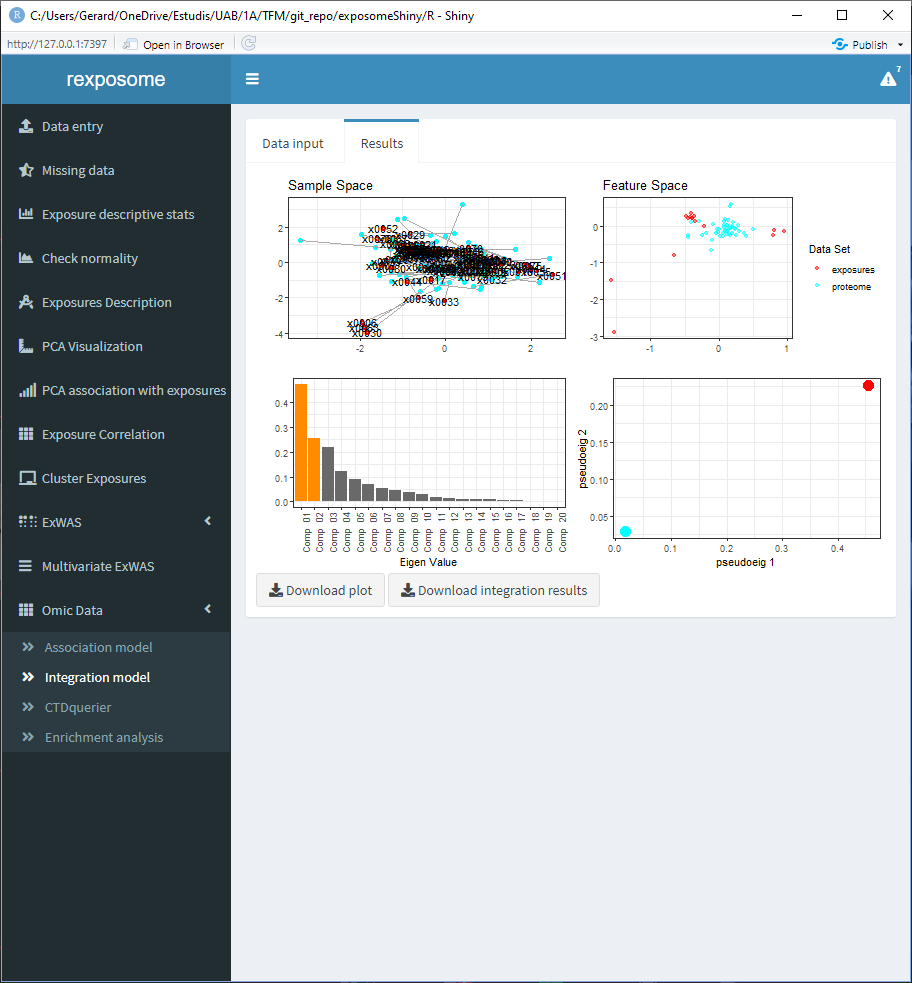 C:/Users/Gerard/OneDrive/Estudis/UAB/1A/TFM/git_repo/exposomeShiny/R - Shiny
http://127.0.0.1:7397 Open in Browser Publish
rexposome 7
Data entry
Missing data
Exposure descriptive stats
Check normality
Exposures Description
PCA Visualization
PCA association with exposures
Exposure Correlation
Cluster Exposures
ExWAS
Multivariate ExWAS
Omic Data
Association model
Integration model
CTDquerier
Enrichment analysis
Data input Results
Sample Space
2
0
-2
-4
-2 0 2
x0052
x0029
x0044
x0017
x0059
x0033
x0032
x0051
x0030
Feature Space
0
-1
-2
-3
-1 0 1
Data Set
exposures
proteome
0.4
0.3
0.2
0.1
0.0
Comp 01
Comp 02
Comp 03
Comp 04
Comp 05
Comp 06
Comp 07
Comp 08
Comp 09
Comp 10
Comp 11
Comp 12
Comp 13
Comp 14
Comp 15
Comp 16
Comp 17
Comp 18
Comp 19
Comp 20
Eigen Value
pseudoeig 2
0.20
0.15
0.10
0.05
0.0 0.1 0.2 0.3 0.4
pseudoeig 1
Download plot Download integration results